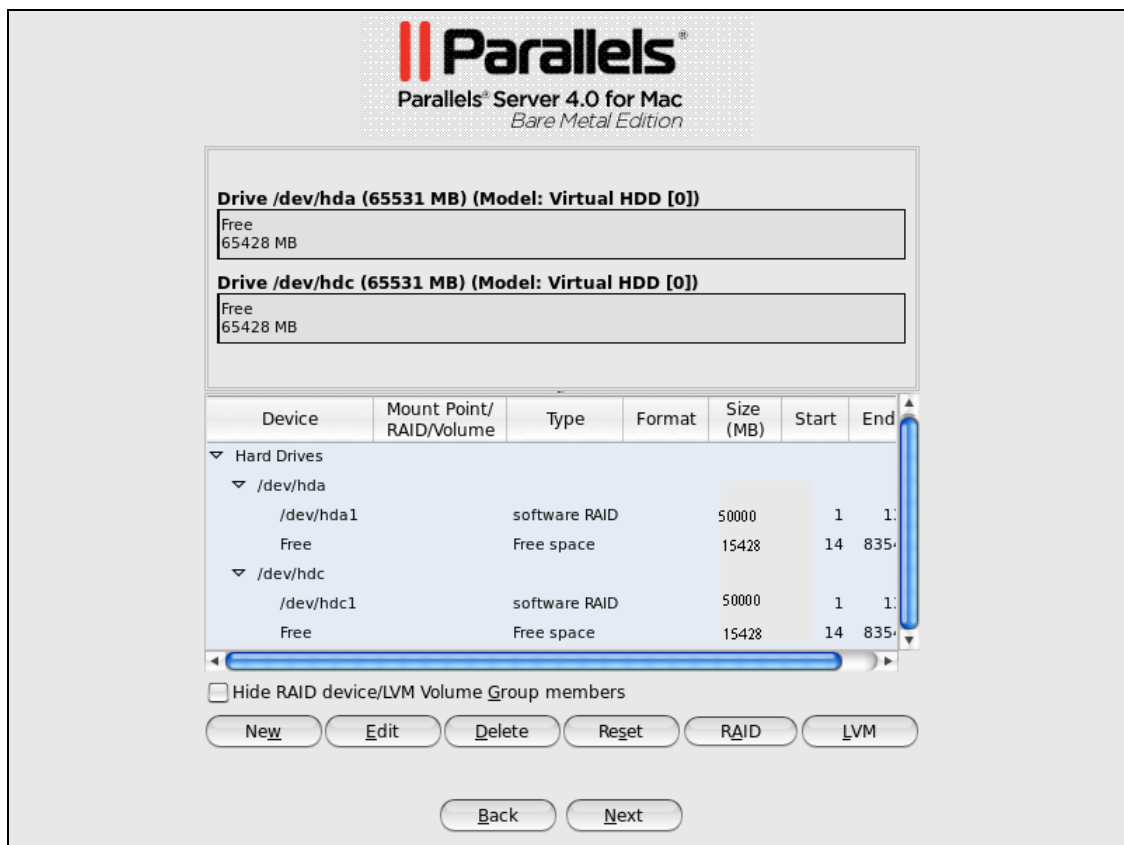 Parallels®
Parallels® Server 4.0 for Mac
Bare Metal Edition
Drive /dev/hda (65531 MB) (Model: Virtual HDD [0])
Free
65428 MB
Drive /dev/hdc (65531 MB) (Model: Virtual HDD [0])
Free
65428 MB
Device Mount Point/ RAID/Volume Type Format Size (MB) Start End
Hard Drives
/dev/hda
/dev/hda1 software RAID 50000 1
Free Free space 15428 14 835
/dev/hdc
/dev/hdc1 software RAID 50000 1
Free Free space 15428 14 835
Hide RAID device/LVM Volume Group members
New Edit Delete Reset RAID LVM
Back Next